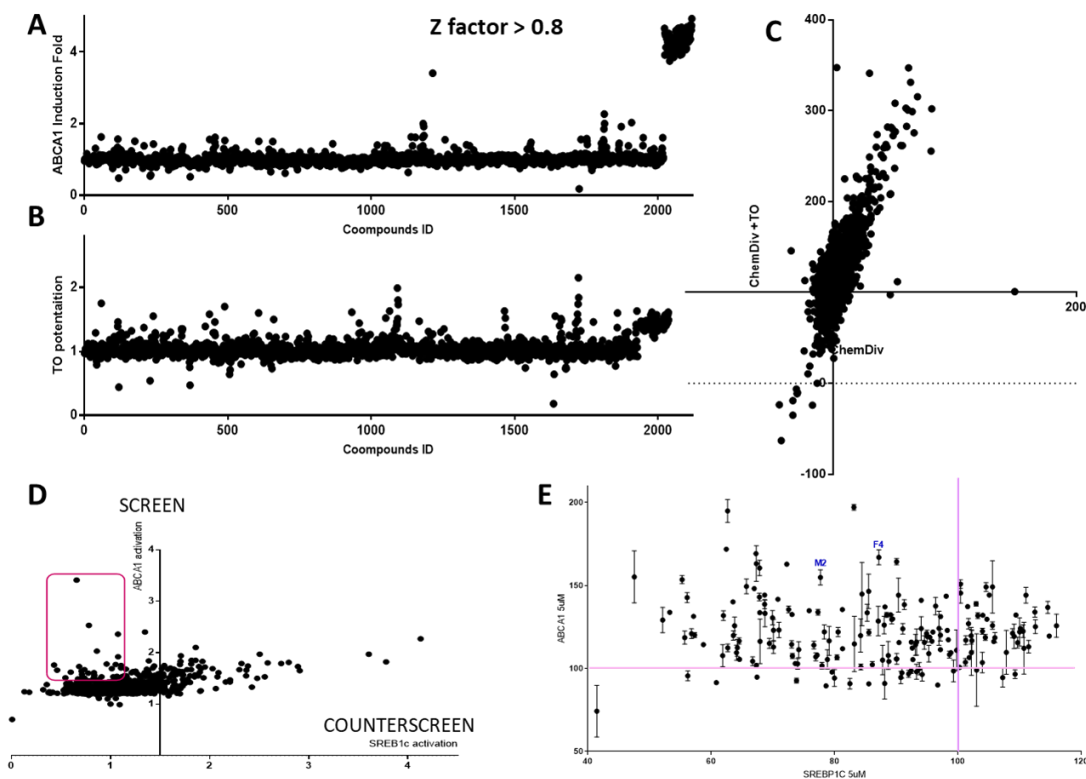 A
Z factor > 0.8
ABCA1 Induction Fold
4
2
0
0
500
1000
1500
2000
Coompounds ID
B
TO potentaition
2
1
0
0
500
1000
1500
2000
Coompounds ID
C
400
300
200
0
-100
ChemDiv +TO
ChemDiv
200
D
SCREEN
ABCA1 activation
4
3
2
1
0
1
2
3
4
COUNTERSCREEN
SREB1c activation
E
ABCA1 5uM
200
150
100
50
M2
F4
40
60
80
100
120
SREBP1C 5uM